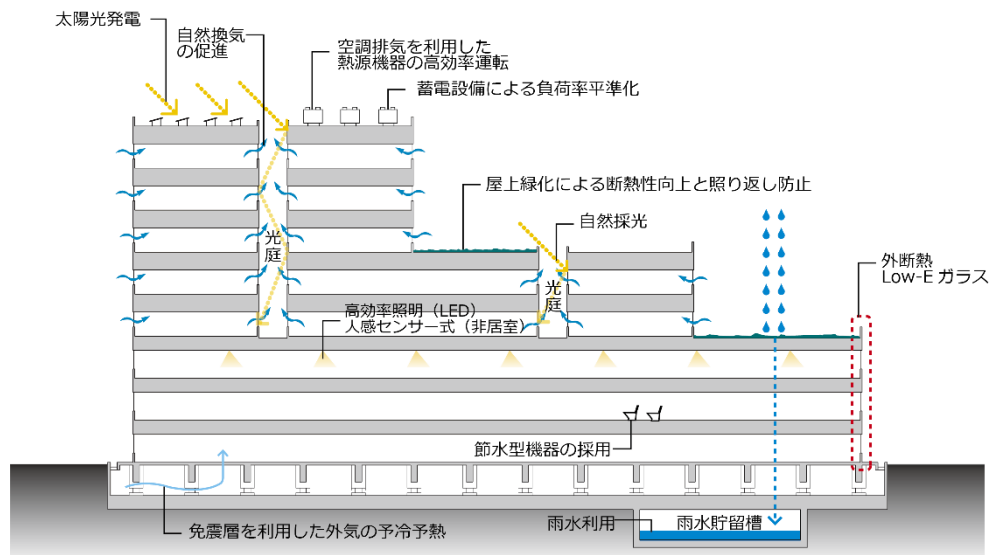 太陽光発電
自然換気
の促進
空調排気を利用した
熱源機器の高効率運転
蓄電設備による負荷率平準化
屋上緑化による断熱性向上と照り返し防止
自然採光
光庭
光庭
外断熱
Low-E ガラス
高効率照明（LED）
人感センサー式（非居室）
節水型機器の採用
免震層を利用した外気の予冷予熱
雨水利用
雨水貯留槽